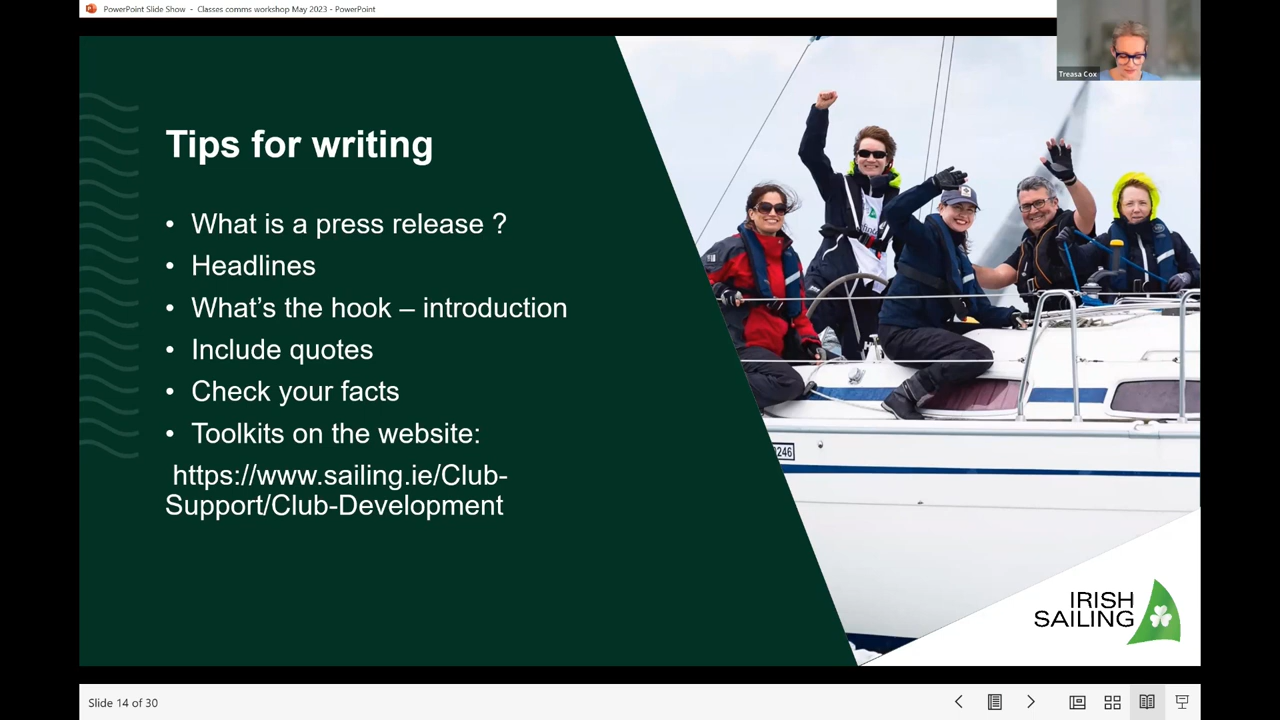 PowerPoint Slide Show - Classes comms workshop May 2023 - PowerPoint
Treasa Cox
Tips for writing
• What is a press release ?
• Headlines
• What's the hook – introduction
• Include quotes
• Check your facts
• Toolkits on the website:
https://www.sailing.ie/Club-
Support/Club-Development
246
IRISH
SAILING
Slide 14 of 30